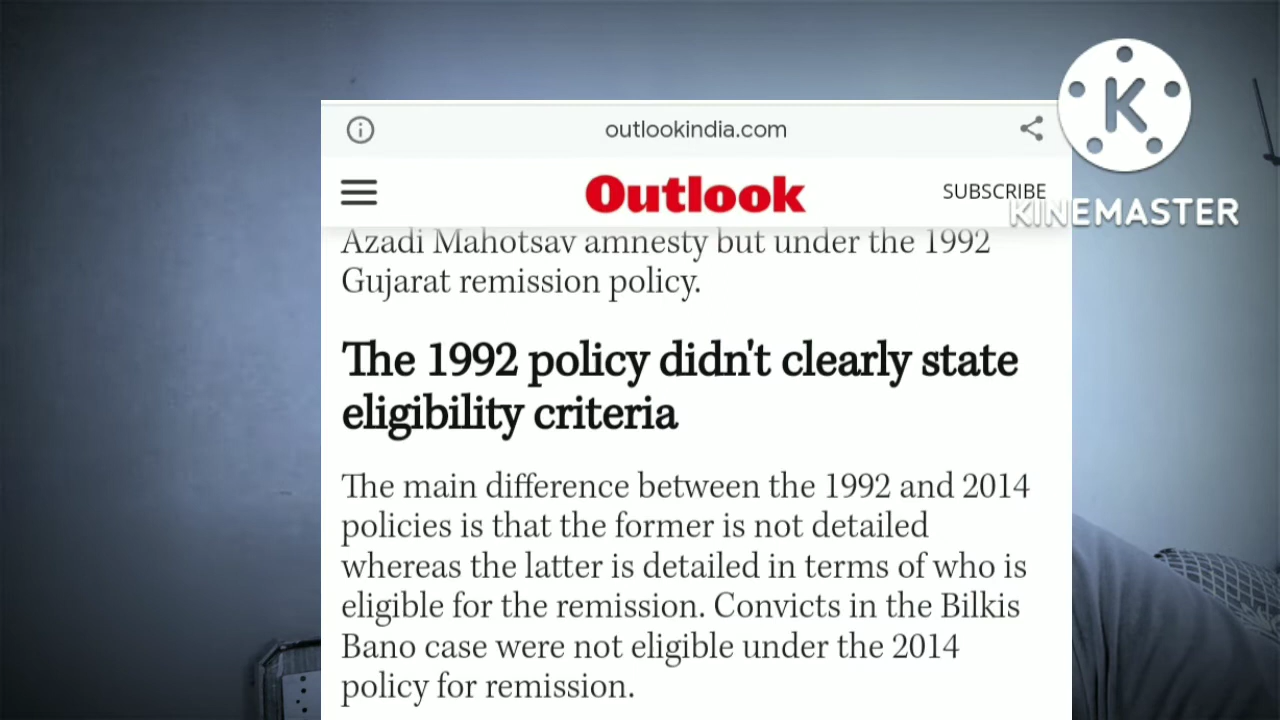 outlookindia.com
Outlook
SUBSCRIBE
K
KINEMASTER
Azadi Mahotsav amnesty but under the 1992
Gujarat remission policy.
The 1992 policy didn't clearly state
eligibility criteria
The main difference between the 1992 and 2014
policies is that the former is not detailed
whereas the latter is detailed in terms of who is
eligible for the remission. Convicts in the Bilkis
Bano case were not eligible under the 2014
policy for remission.